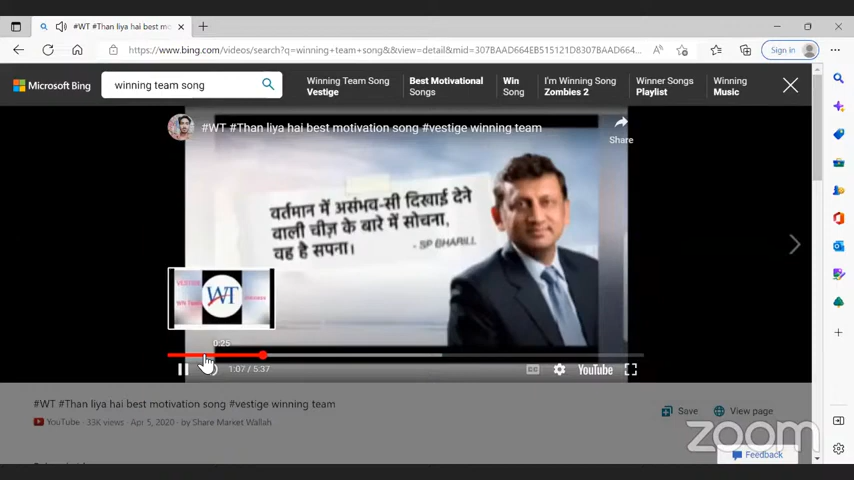 #WT #Than liya hai best m
https://www.bing.com/videos/search?q=winning+team+song&&view=detail&mid=307BAAD664EB515121D8307BAAD664...
Sign in
Microsoft Bing
winning team song
Winning Team Song
Vestige
Best Motivational
Songs
Win
Song
I'm Winning Song
Zombies 2
Winner Songs
Playlist
Winning
Music
#WT #Than liya hai best motivation song #vestige winning team
Share
वर्तमान में असंभव-सी दिखाई देने
वाली चीज़ के बारे में सोचना,
वह है सपना।
- SP BHARILL
VESTIGE
WT
0:25
1:07 / 5:37
CC
YouTube
#WT #Than liya hai best motivation song #vestige winning team
YouTube · 33K views · Apr 5, 2020 · by Share Market Wallah
Save
View page
zoom
Feedback